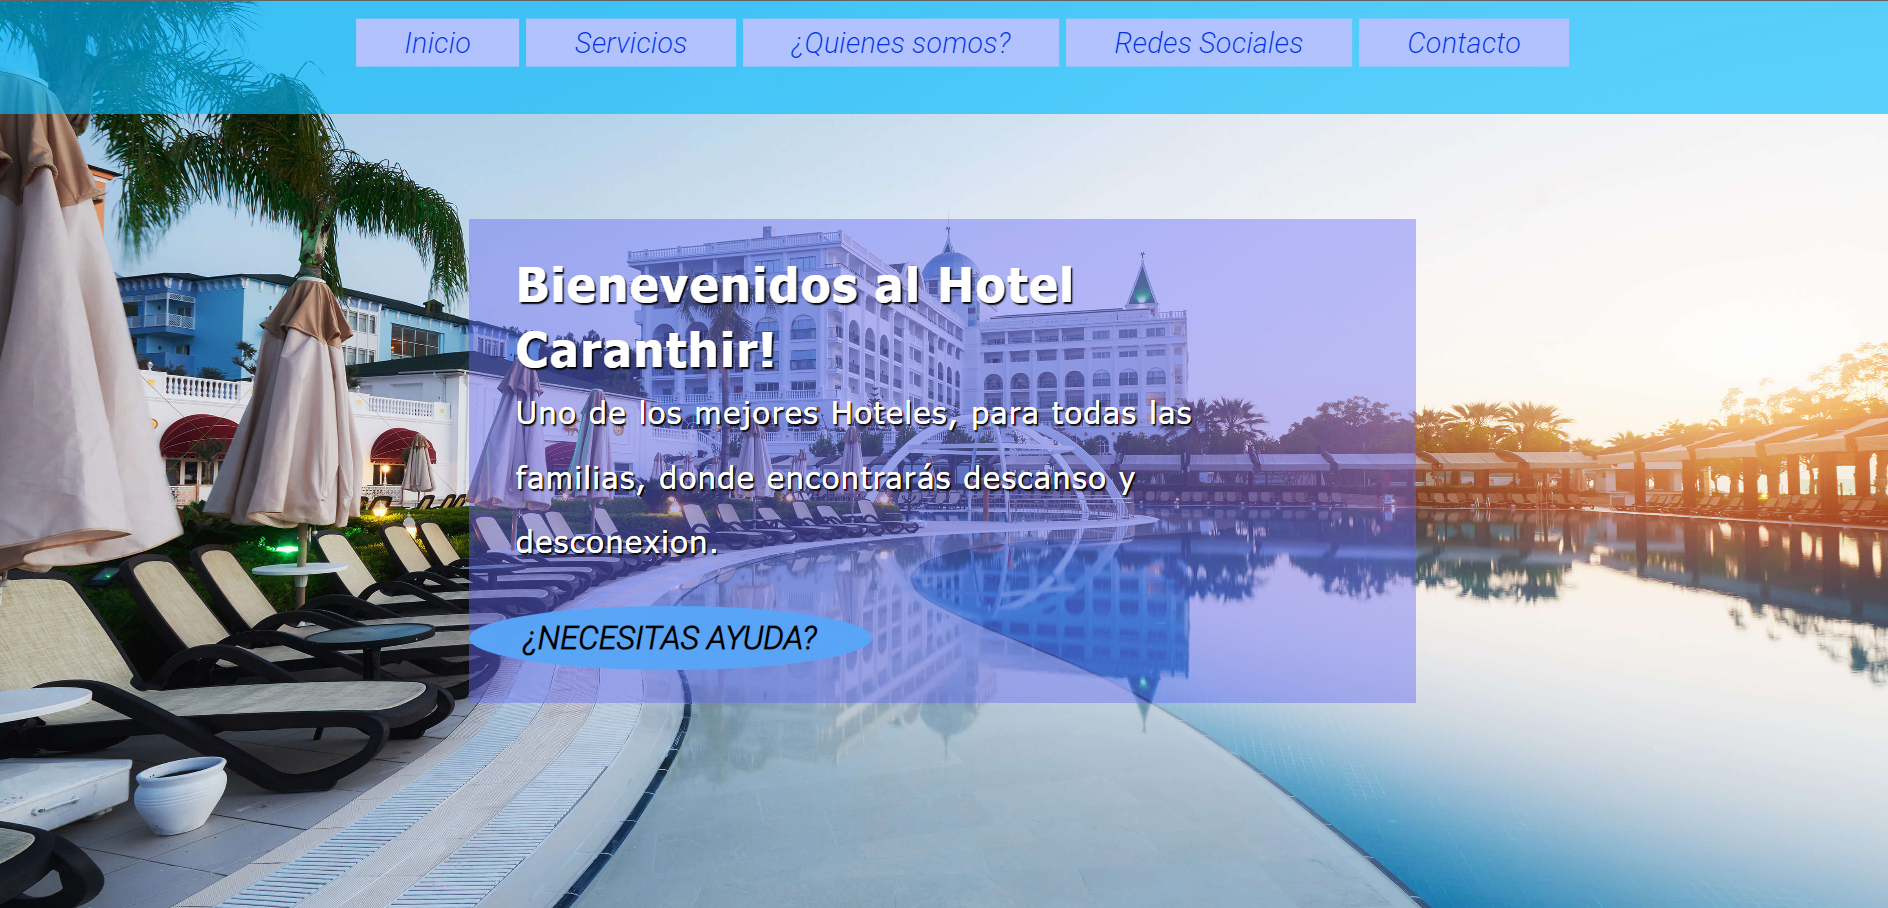 Inicio
Servicios
¿Quienes somos?
Redes Sociales
Contacto
Bienevenidos al Hotel
Caranthir!
Uno de los mejores Hoteles, para todas las
familias, donde encontrarás descanso y
desconexion.
¿NECESITAS AYUDA?